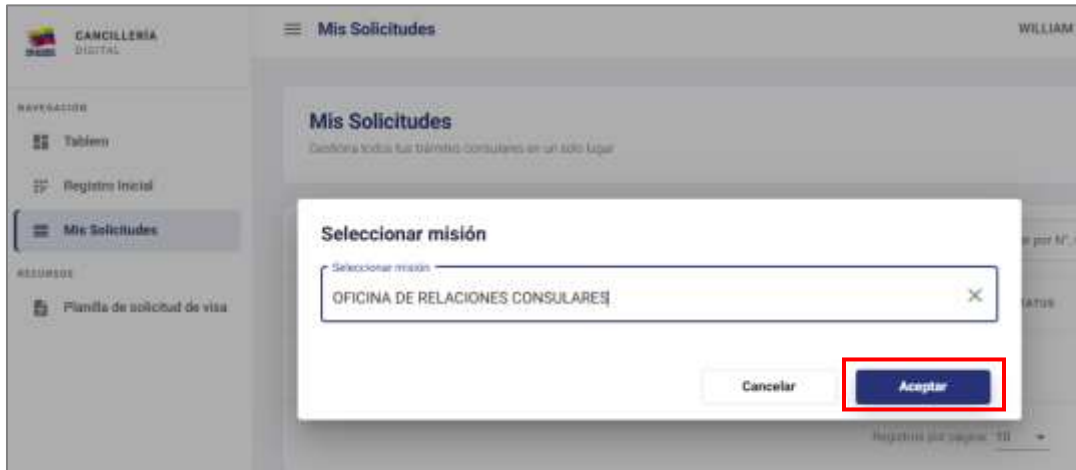 CANCILLERÍA
DIGITAL
Mis Solicitudes
WILLIAM
NAVEGACIÓN
Tablero
Registro Inicial
Mis Solicitudes
RECURSOS
Planilla de solicitud de visa
Mis Solicitudes
Gestiona todos tus trámites consulares en un solo lugar
Seleccionar misión
Seleccionar misión
OFICINA DE RELACIONES CONSULARES
Cancelar
Aceptar
por N°,
TATUS
Registros por página: 10